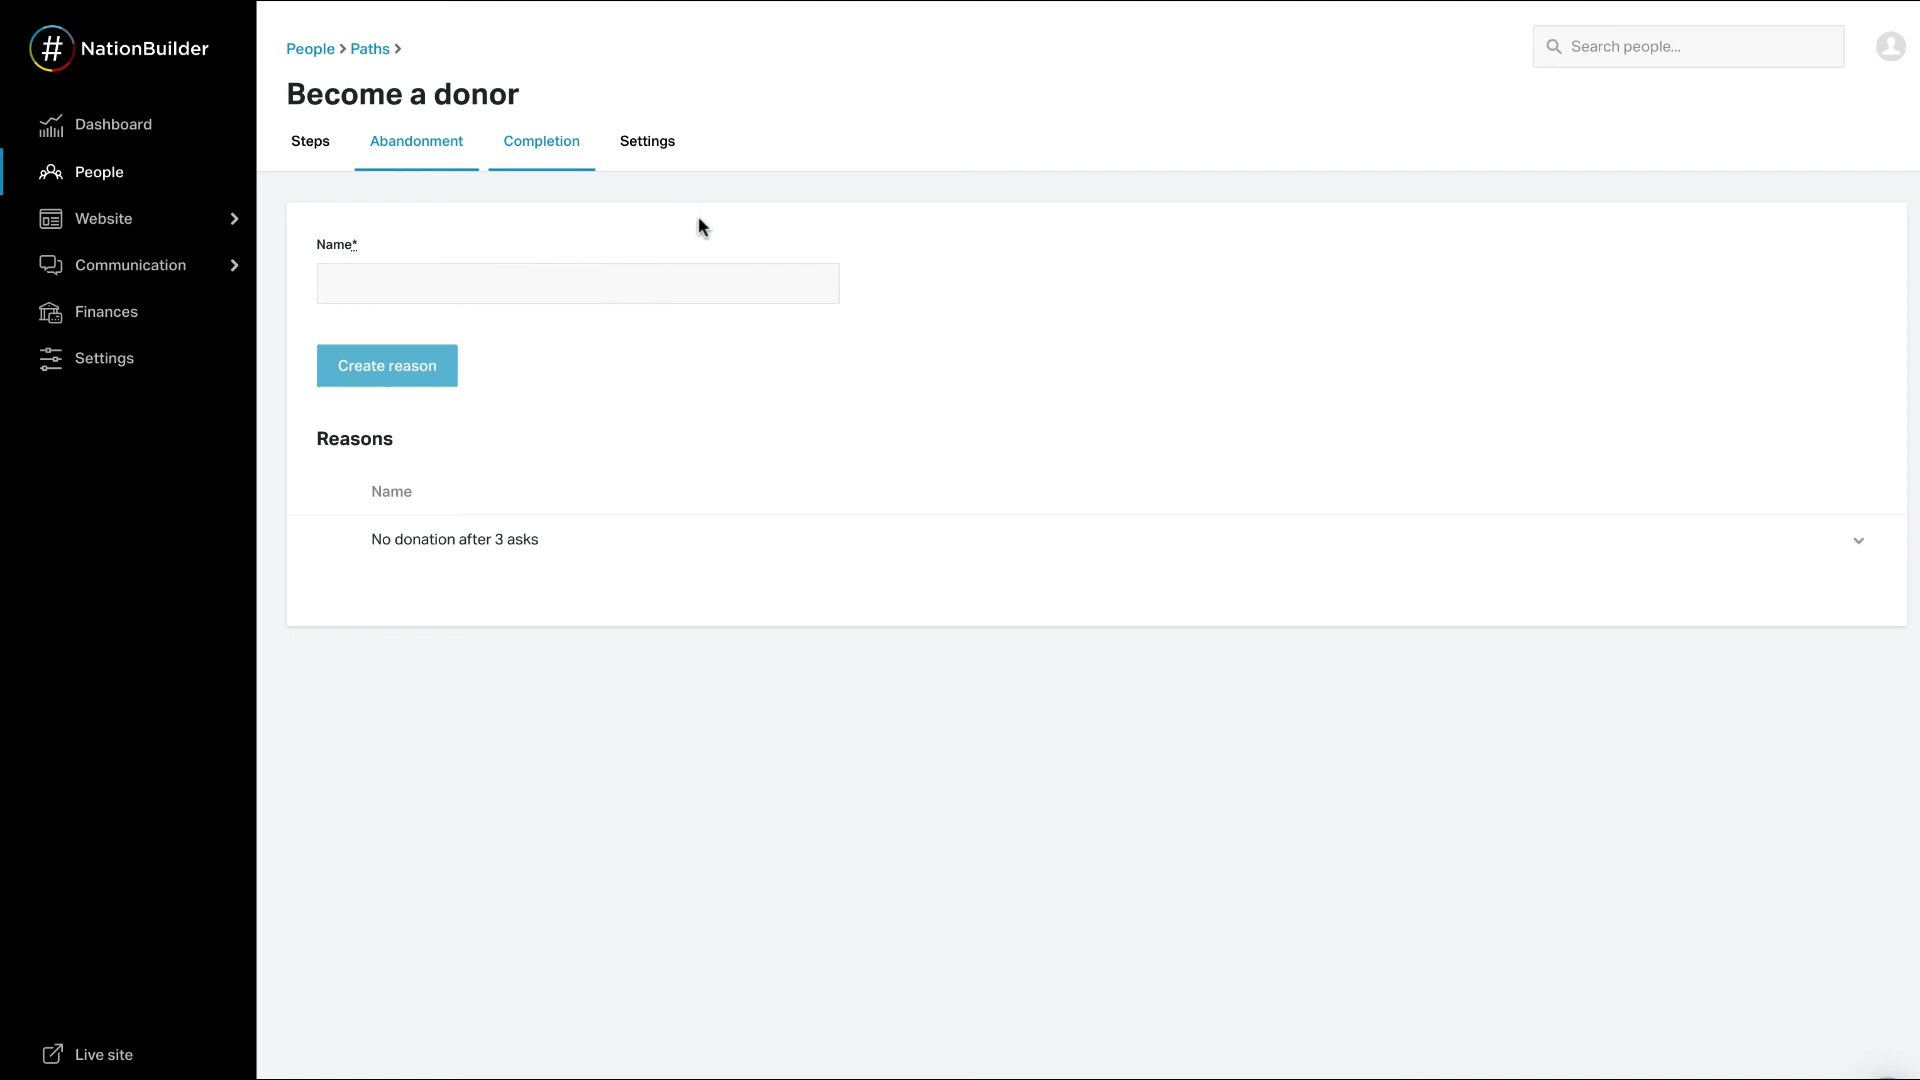 # NationBuilder
Dashboard
People
Website
Communication
Finances
Settings
Live site
People > Paths >
Search people...
Become a donor
Steps Abandonment Completion Settings
Name*
Create reason
Reasons
Name
No donation after 3 asks